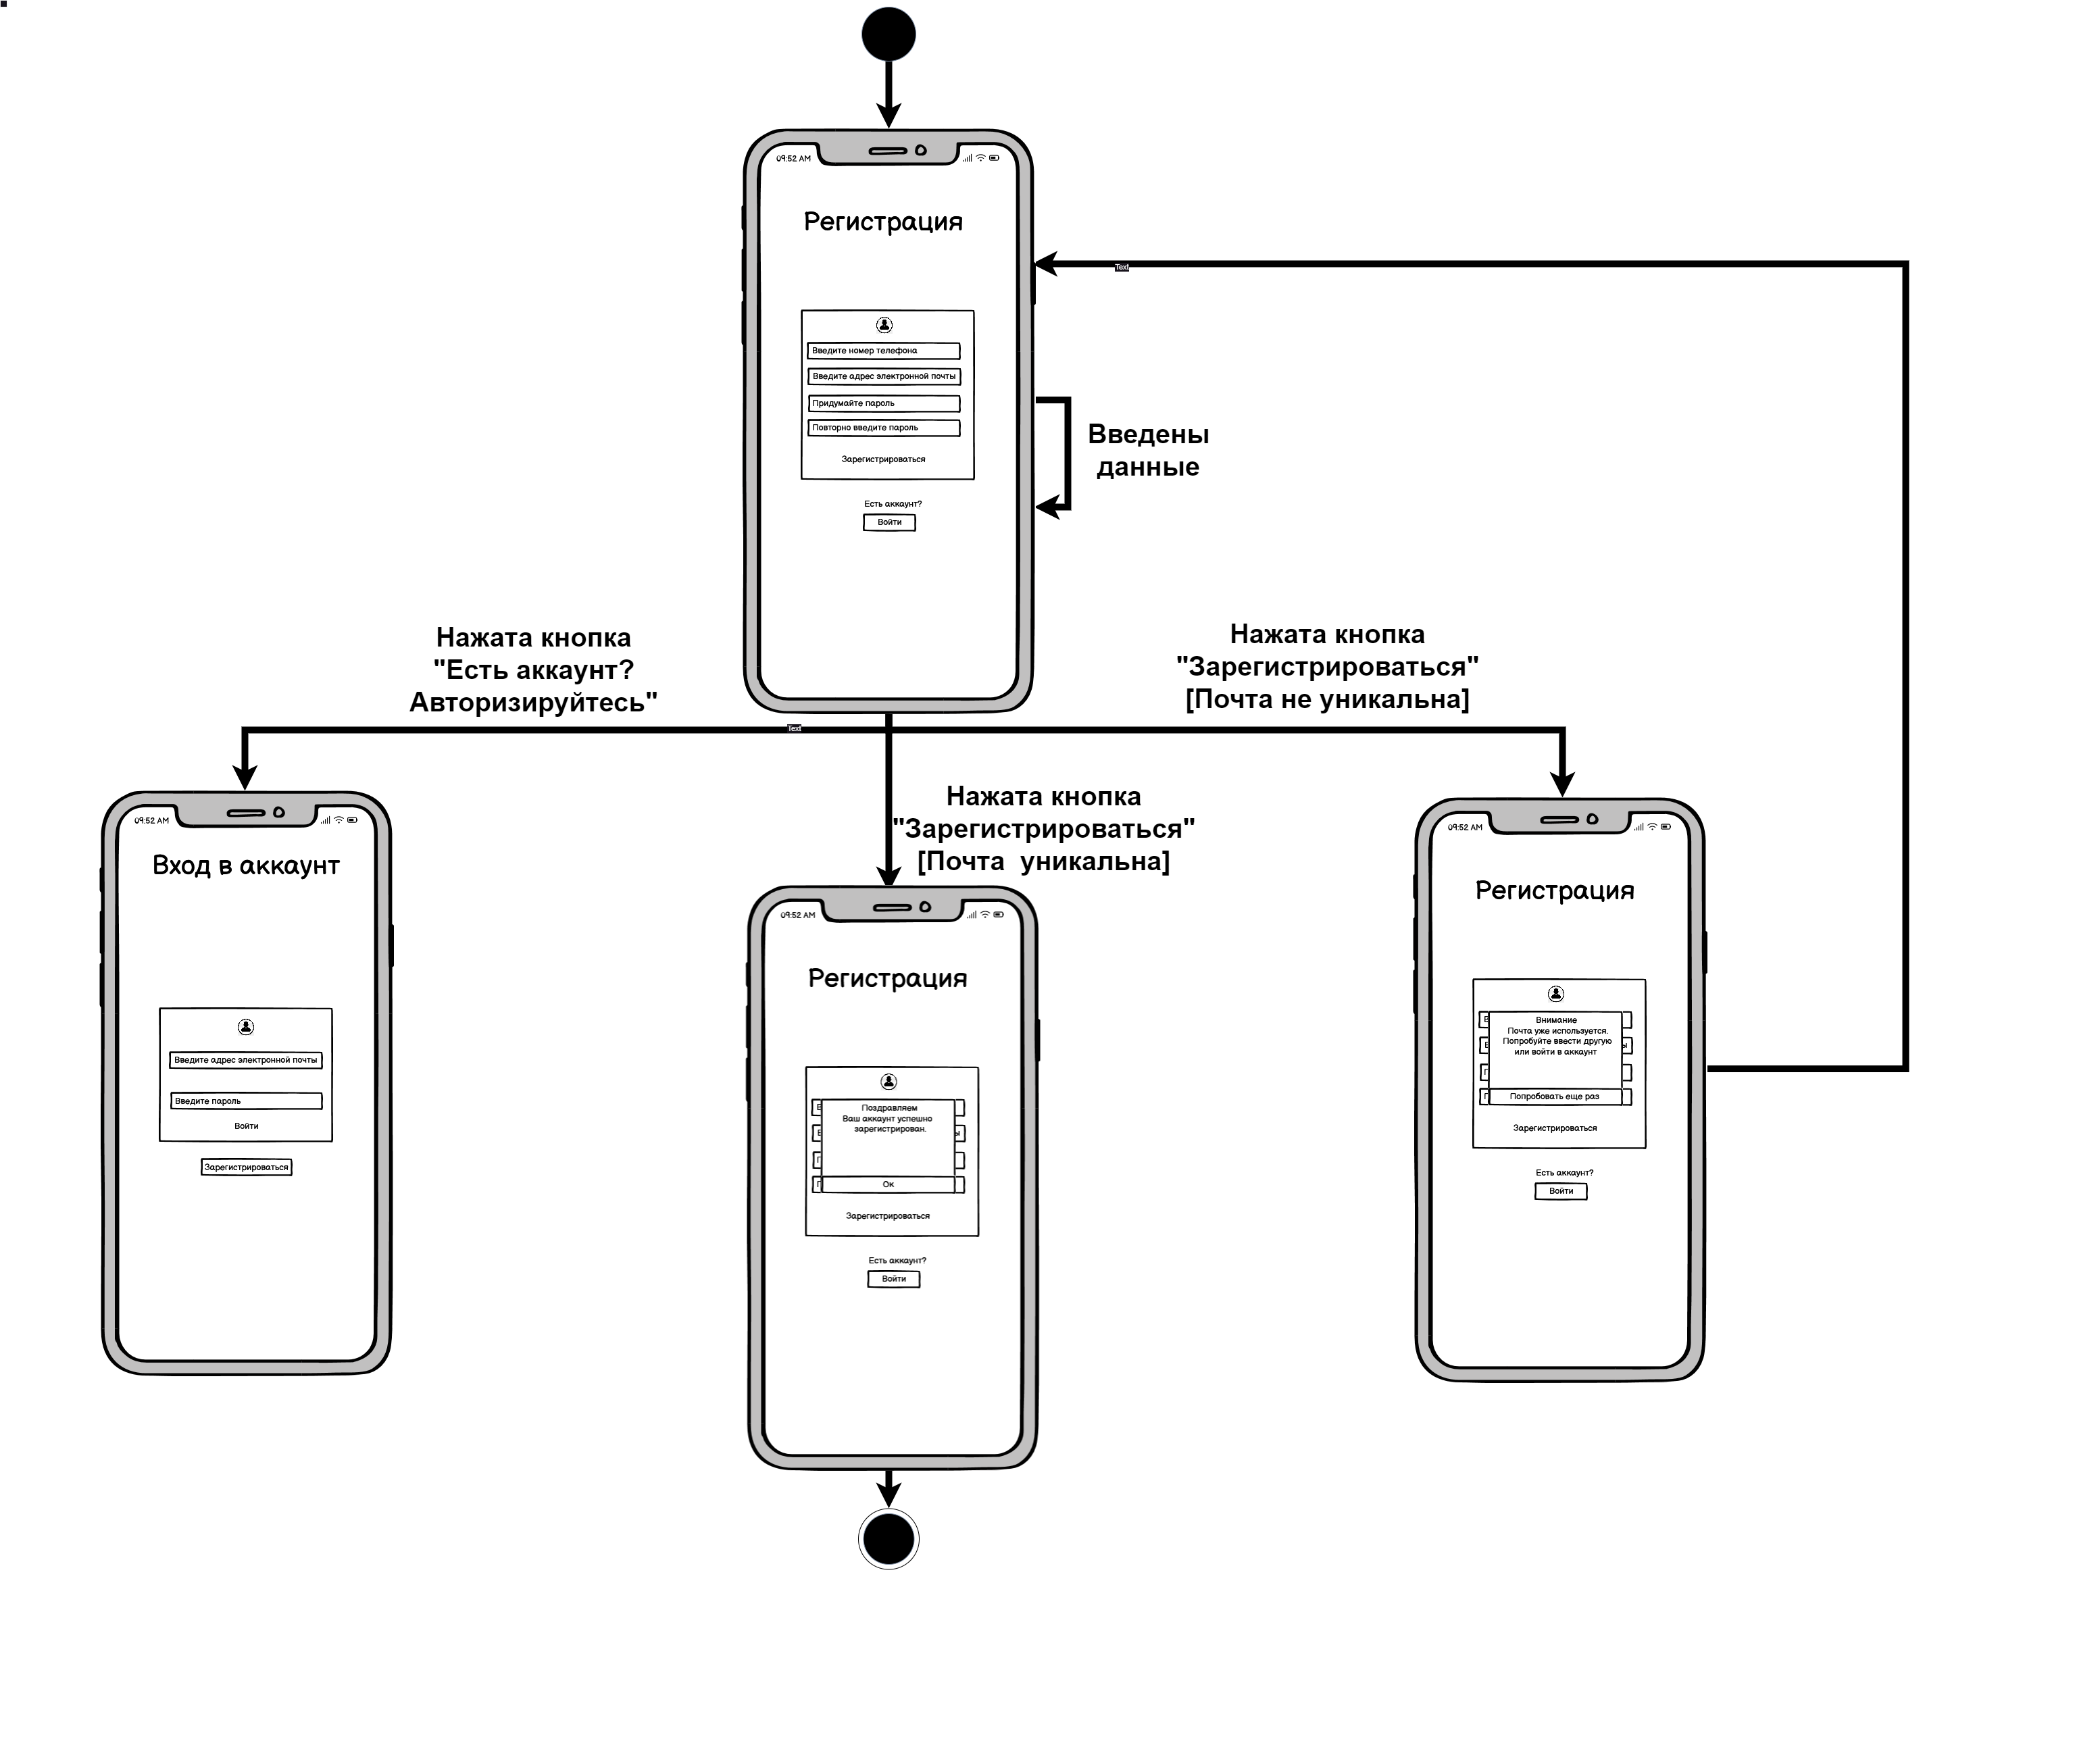 09:52 AM
Регистрация
Text
Введите номер телефона
Введите адрес электронной почты
Придумайте пароль
Повторно введите пароль
Зарегистрироваться
Есть аккаунт?
Войти
Введены
данные
Нажата кнопка
"Есть аккаунт?
Авторизируйтесь"
Нажата кнопка
"Зарегистрироваться"
[Почта не уникальна]
Text
Нажата кнопка
"Зарегистрироваться"
[Почта  уникальна]
09:52 AM
Вход в аккаунт
Введите адрес электронной почты
Введите пароль
Войти
Зарегистрироваться
09:52 AM
Регистрация
Поздравляем
Ваш аккаунт успешно
зарегистрирован.
Ок
Зарегистрироваться
Есть аккаунт?
Войти
09:52 AM
Регистрация
Внимание
Почта уже используется.
Попробуйте ввести другую
или войти в аккаунт
Попробовать еще раз
Зарегистрироваться
Есть аккаунт?
Войти